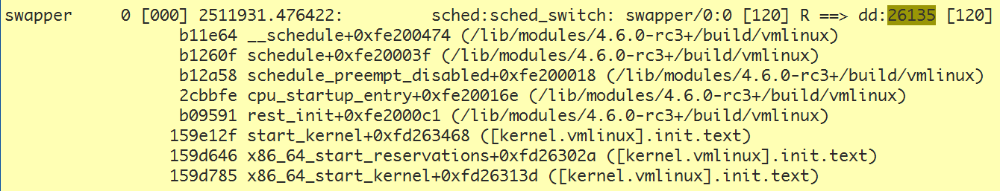 swapper     0 [000] 2511931.476422:       sched:sched_switch: swapper/0:0 [120] R ==> dd:26135 [120]
b11e64 __schedule+0xfe200474 (/lib/modules/4.6.0-rc3+/build/vmlinux)
b1260f schedule+0xfe20003f (/lib/modules/4.6.0-rc3+/build/vmlinux)
b12a58 schedule_preempt_disabled+0xfe200018 (/lib/modules/4.6.0-rc3+/build/vmlinux)
2cbbfe cpu_startup_entry+0xfe20016e (/lib/modules/4.6.0-rc3+/build/vmlinux)
b09591 rest_init+0xfe2000c1 (/lib/modules/4.6.0-rc3+/build/vmlinux)
159e12f start_kernel+0xfd263468 ([kernel.vmlinux].init.text)
159d646 x86_64_start_reservations+0xfd26302a ([kernel.vmlinux].init.text)
159d785 x86_64_start_kernel+0xfd26313d ([kernel.vmlinux].init.text)